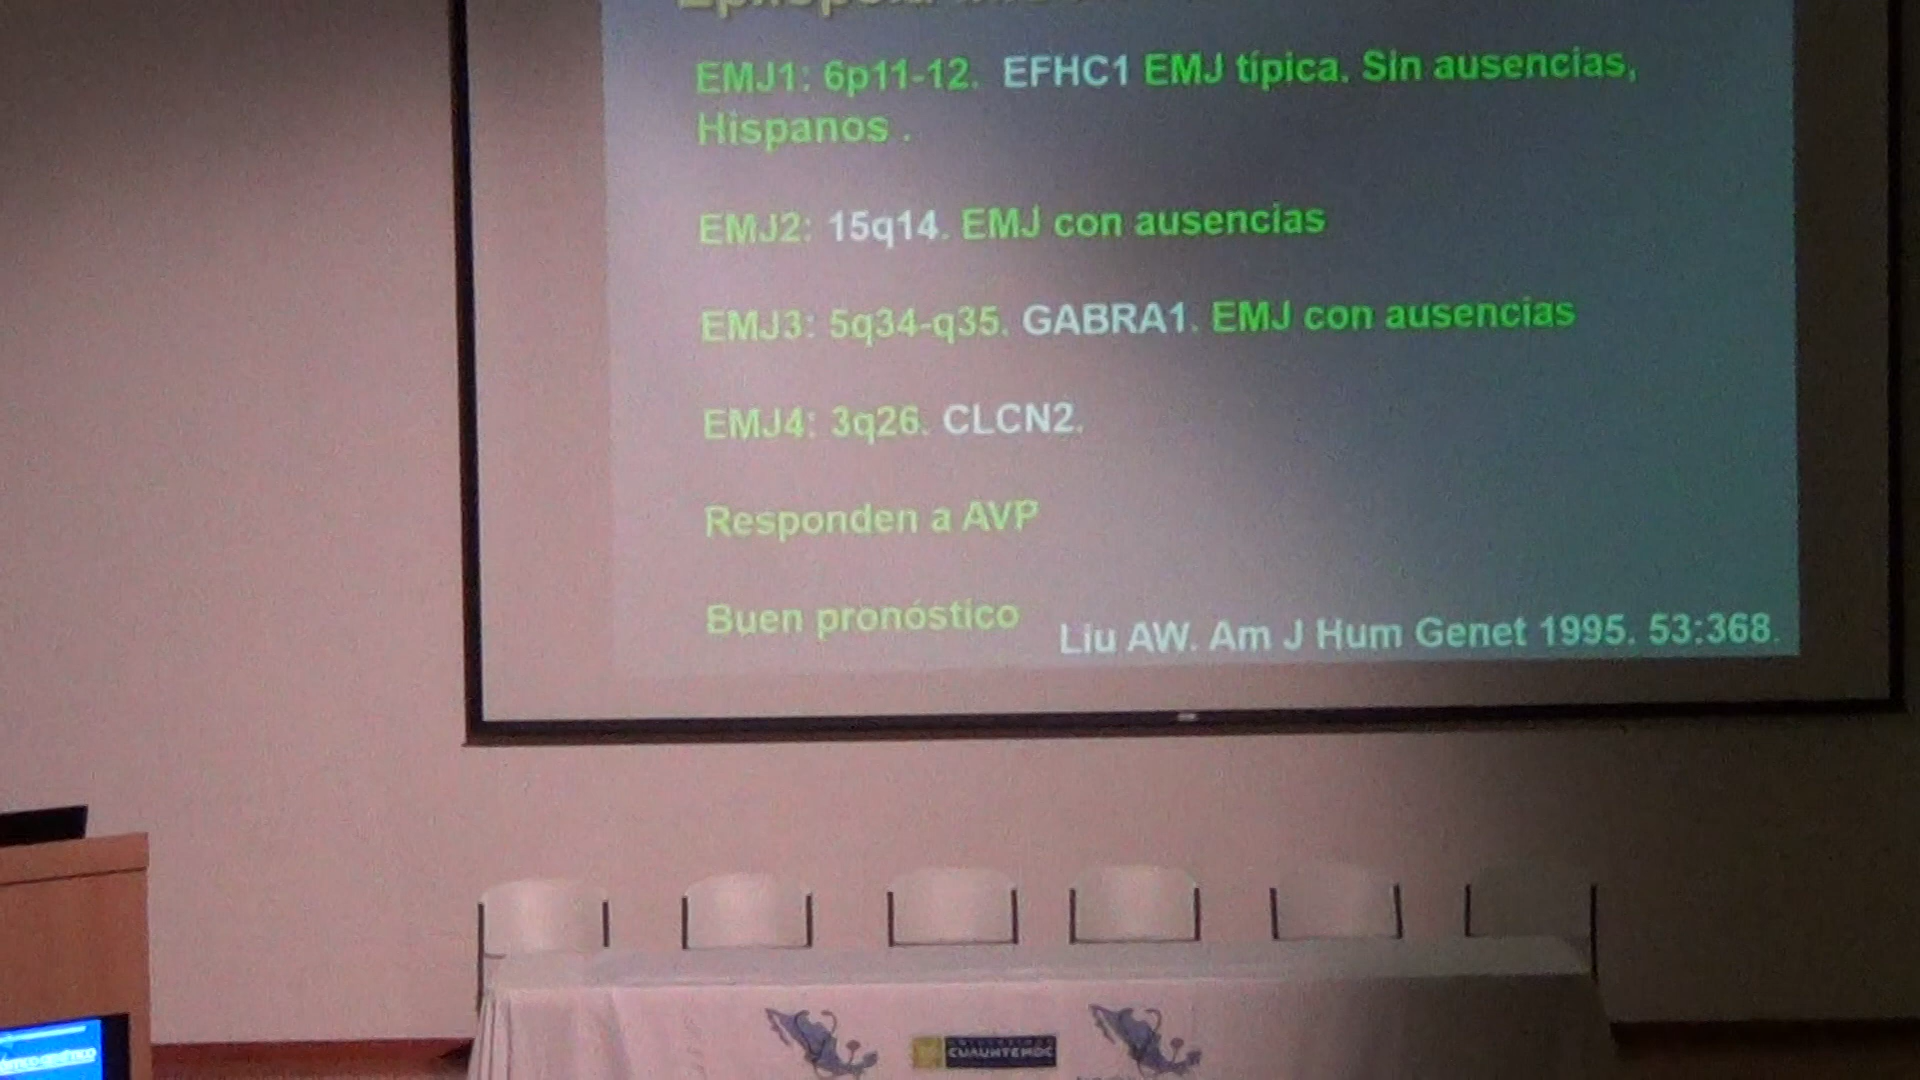 EMJ1: 6p11-12. EFHC1 EMJ típica. Sin ausencias,
Hispanos .
EMJ2: 15q14. EMJ con ausencias
EMJ3: 5q34-q35. GABRA1. EMJ con ausencias
EMJ4: 3q26. CLCN2.
Responden a AVP
Buen pronóstico
Liu AW. Am J Hum Genet 1995. 53:368.
CUAUHTEMOC